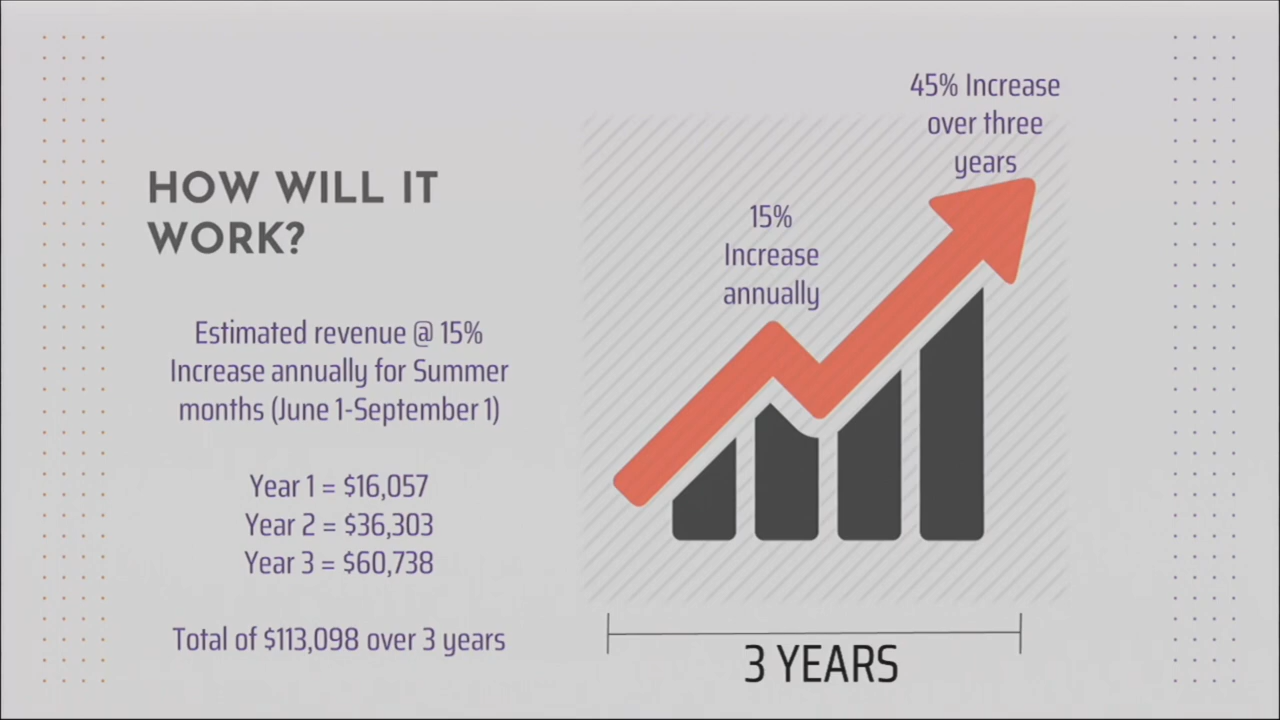 HOW WILL IT
WORK?
Estimated revenue @ 15%
Increase annually for Summer
months (June 1-September 1)
Year 1 = $16,057
Year 2 = $36,303
Year 3 = $60,738
Total of $113,098 over 3 years
15%
Increase
annually
45% Increase
over three
years
3 YEARS